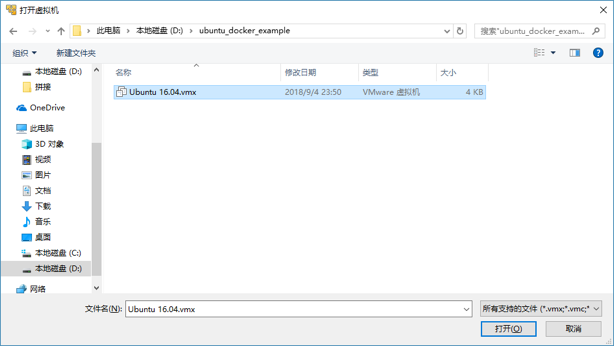 打开虚拟机
此电脑 › 本地磁盘 (D:) › ubuntu_docker_example
搜索"ubuntu_docker_exam...
组织 新建文件夹
名称 修改日期 类型 大小
Ubuntu 16.04.vmx 2018/9/4 23:50 VMware 虚拟机 4 KB
本地磁盘 (D:)
拼接
OneDrive
此电脑
3D 对象
视频
图片
文档
下载
音乐
桌面
本地磁盘 (C:)
本地磁盘 (D:)
网络
文件名(N): Ubuntu 16.04.vmx 所有支持的文件 (*.vmx;*.vmc;*
打开(O) 取消